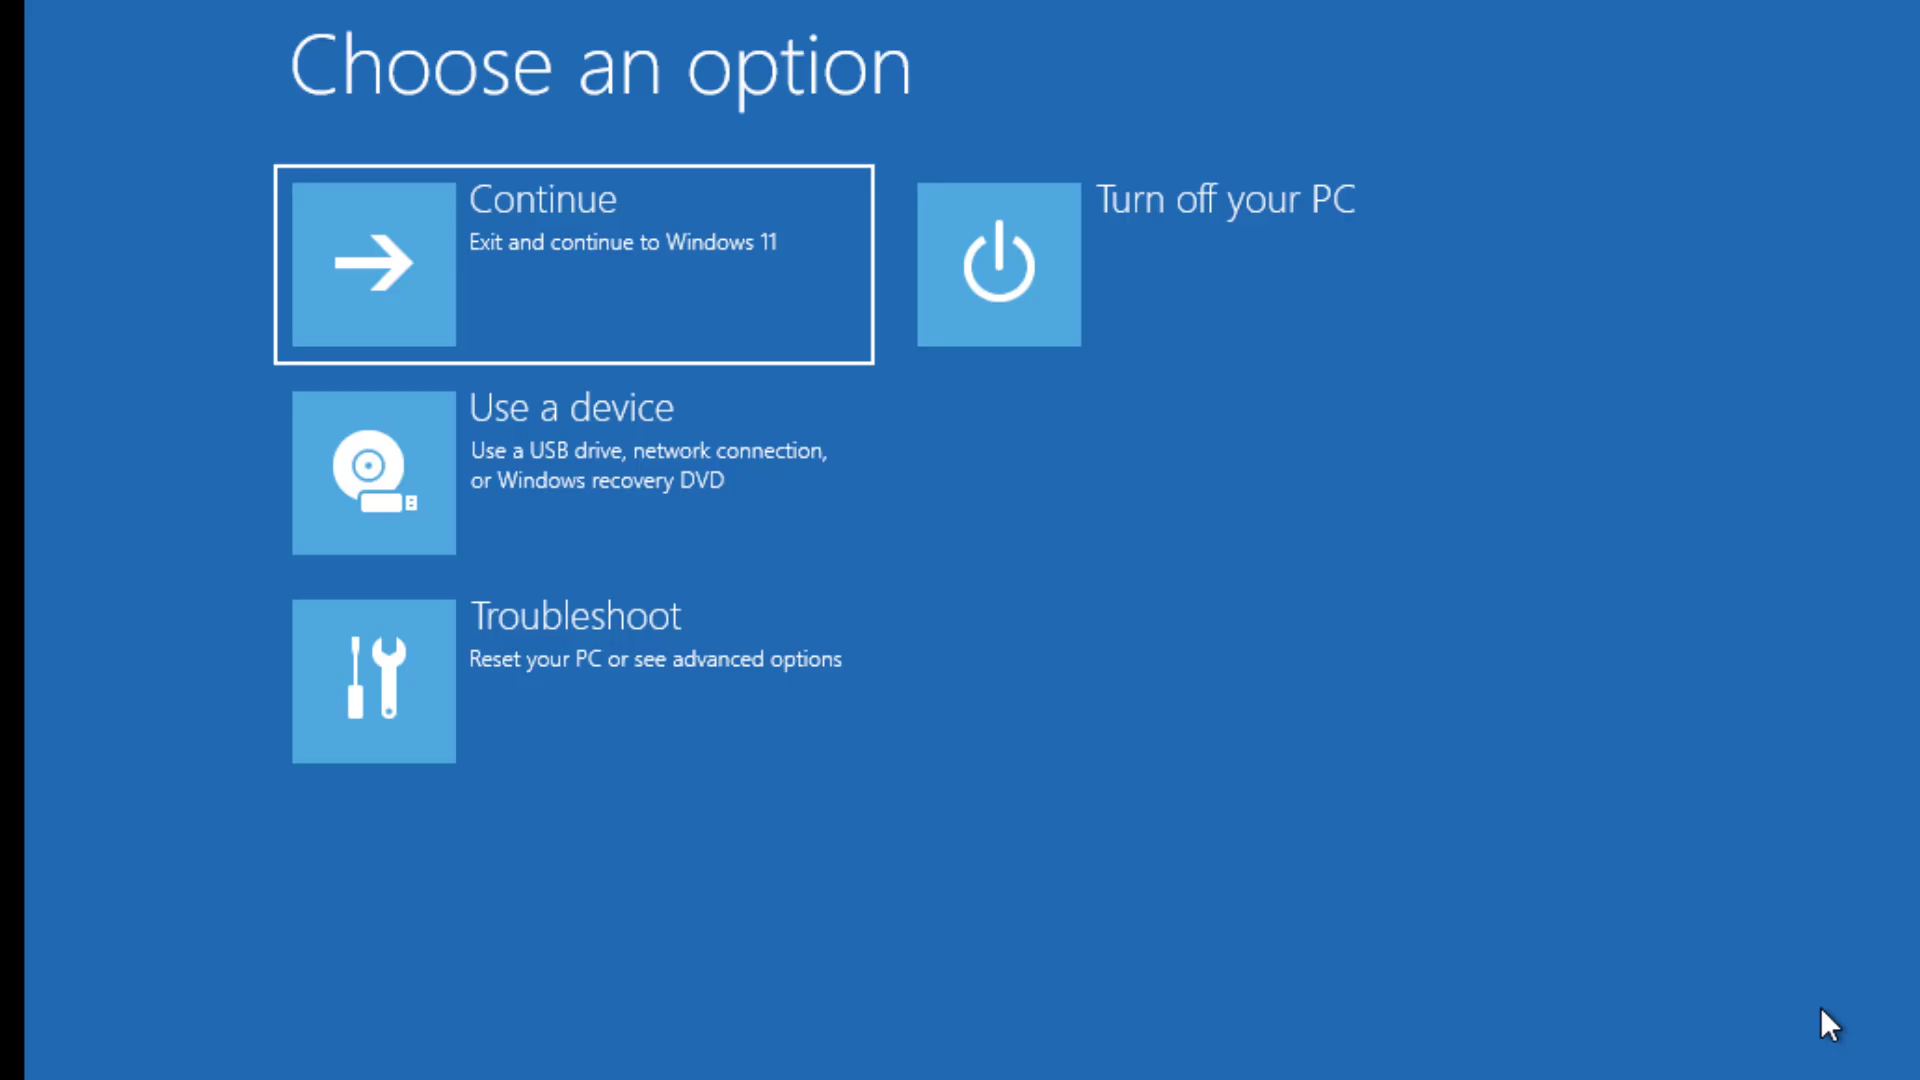 Choose an option
Continue
Exit and continue to Windows 11
Turn off your PC
Use a device
Use a USB drive, network connection,
or Windows recovery DVD
Troubleshoot
Reset your PC or see advanced options